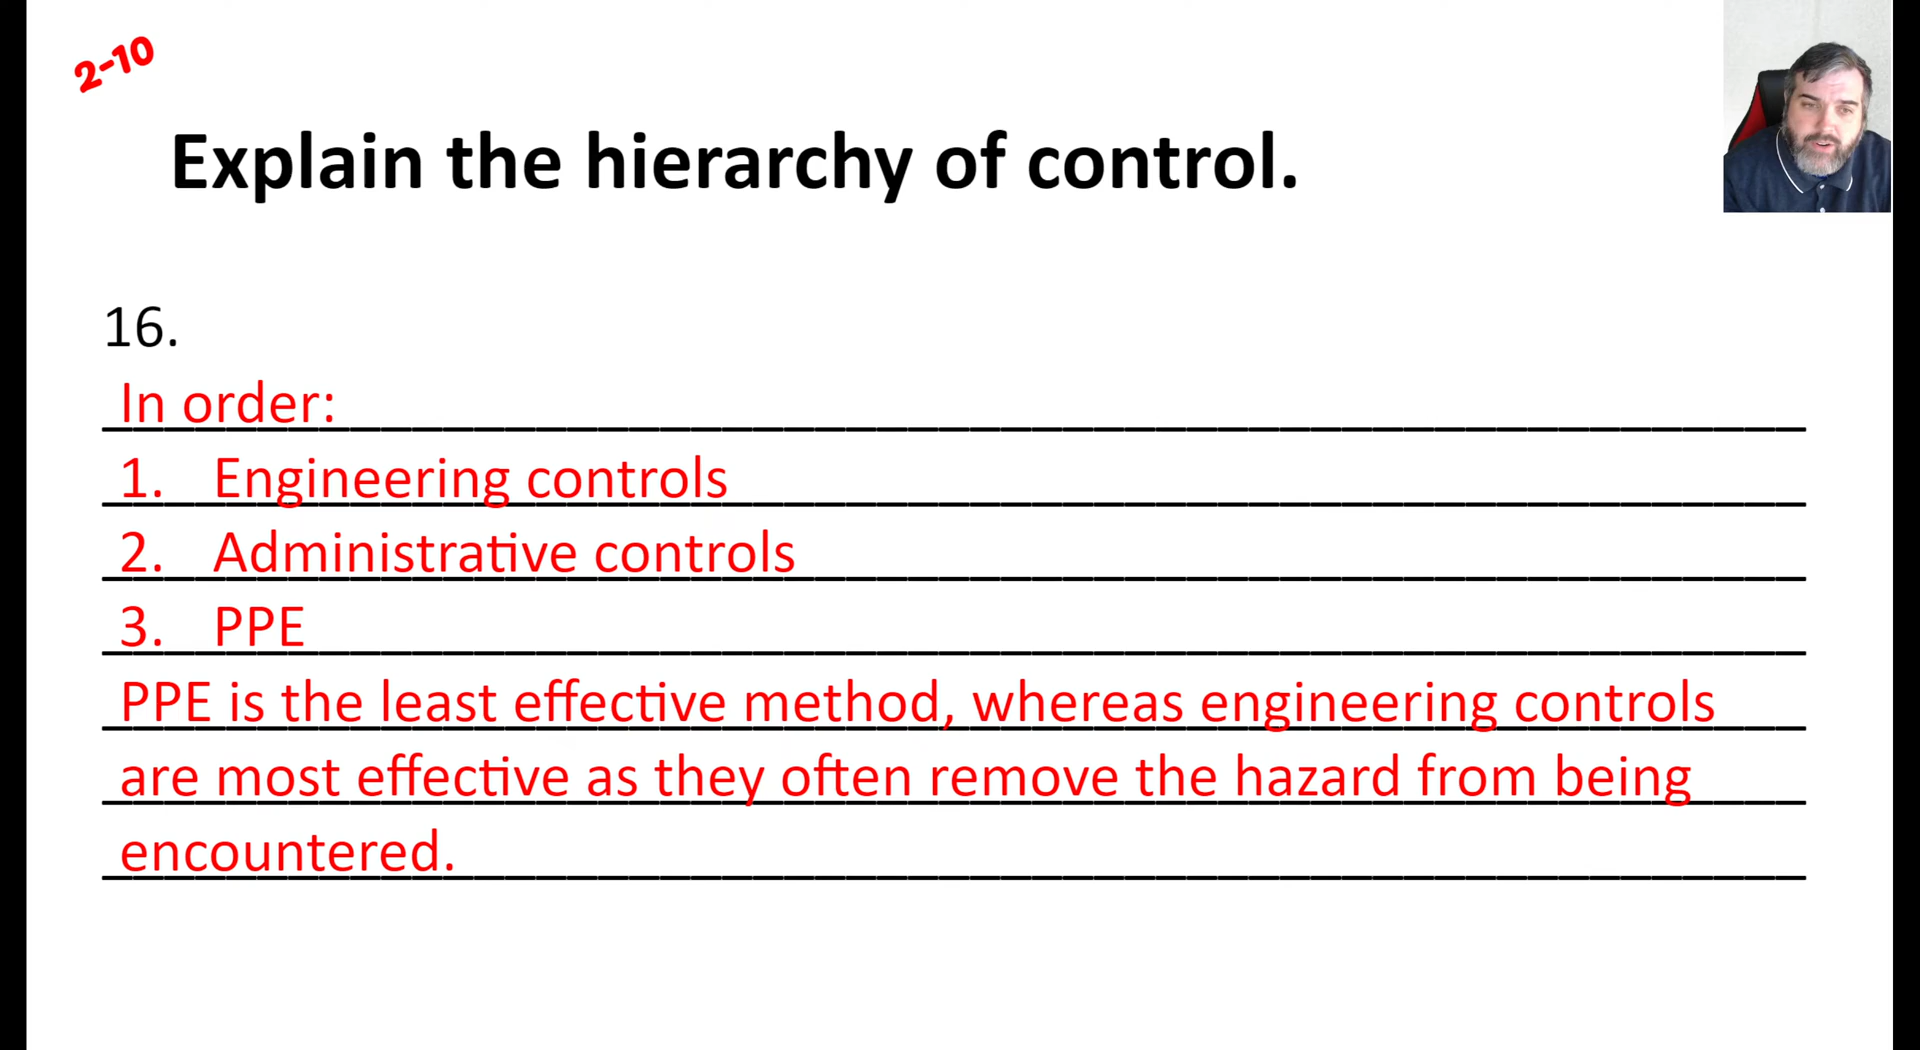 2-10
Explain the hierarchy of control.
16.
In order:
1. Engineering controls
2. Administrative controls
3. PPE
PPE is the least effective method, whereas engineering controls
are most effective as they often remove the hazard from being
encountered.